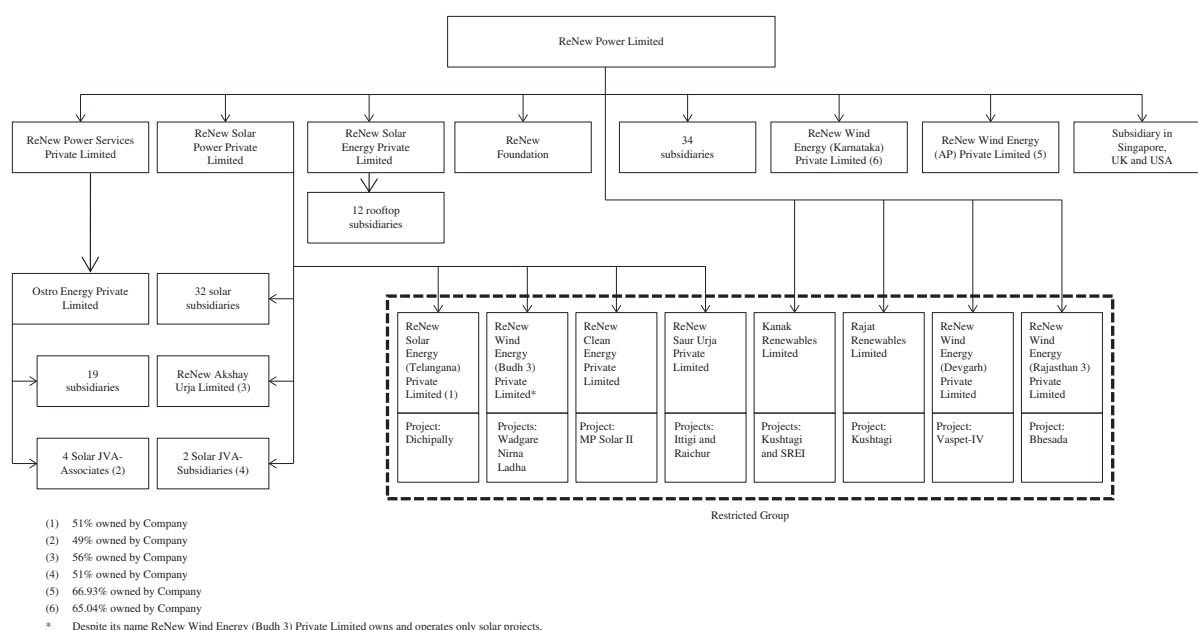 ReNew Power Limited
ReNew Power Services
Private Limited
ReNew Solar
Power Private
Limited
ReNew Solar
Energy Private
Limited
ReNew
Foundation
34
subsidiaries
ReNew Wind
Energy (Karnataka)
Private Limited (6)
ReNew Wind Energy
(AP) Private Limited (5)
Subsidiary in
Singapore,
UK and USA
12 rooftop
subsidiaries
Ostro Energy Private
Limited
32 solar
subsidiaries
19
subsidiaries
ReNew Akshay
Urja Limited (3)
4 Solar JVA-
Associates (2)
2 Solar JVA-
Subsidiaries (4)
ReNew
Solar
Energy
(Telangana)
Private
Limited (1)
Project:
Dichipally
ReNew
Wind
Energy
(Budh 3)
Private
Limited*
Projects:
Wadgare
Nirna
Ladha
ReNew
Clean
Energy
Private
Limited
Project:
MP Solar II
ReNew
Saur Urja
Private
Limited
Projects:
Ittigi and
Raichur
Kanak
Renewables
Limited
Projects:
Kushtagi
and SREI
Rajat
Renewables
Limited
Project:
Kushtagi
ReNew
Wind
Energy
(Devgarh)
Private
Limited
Project:
Vaspet-IV
ReNew
Wind
Energy
(Rajasthan 3)
Private
Limited
Project:
Bhesada
Restricted Group
(1) 51% owned by Company
(2) 49% owned by Company
(3) 56% owned by Company
(4) 51% owned by Company
(5) 66.93% owned by Company
(6) 65.04% owned by Company
* Despite its name ReNew Wind Energy (Budh 3) Private Limited owns and operates only solar projects.